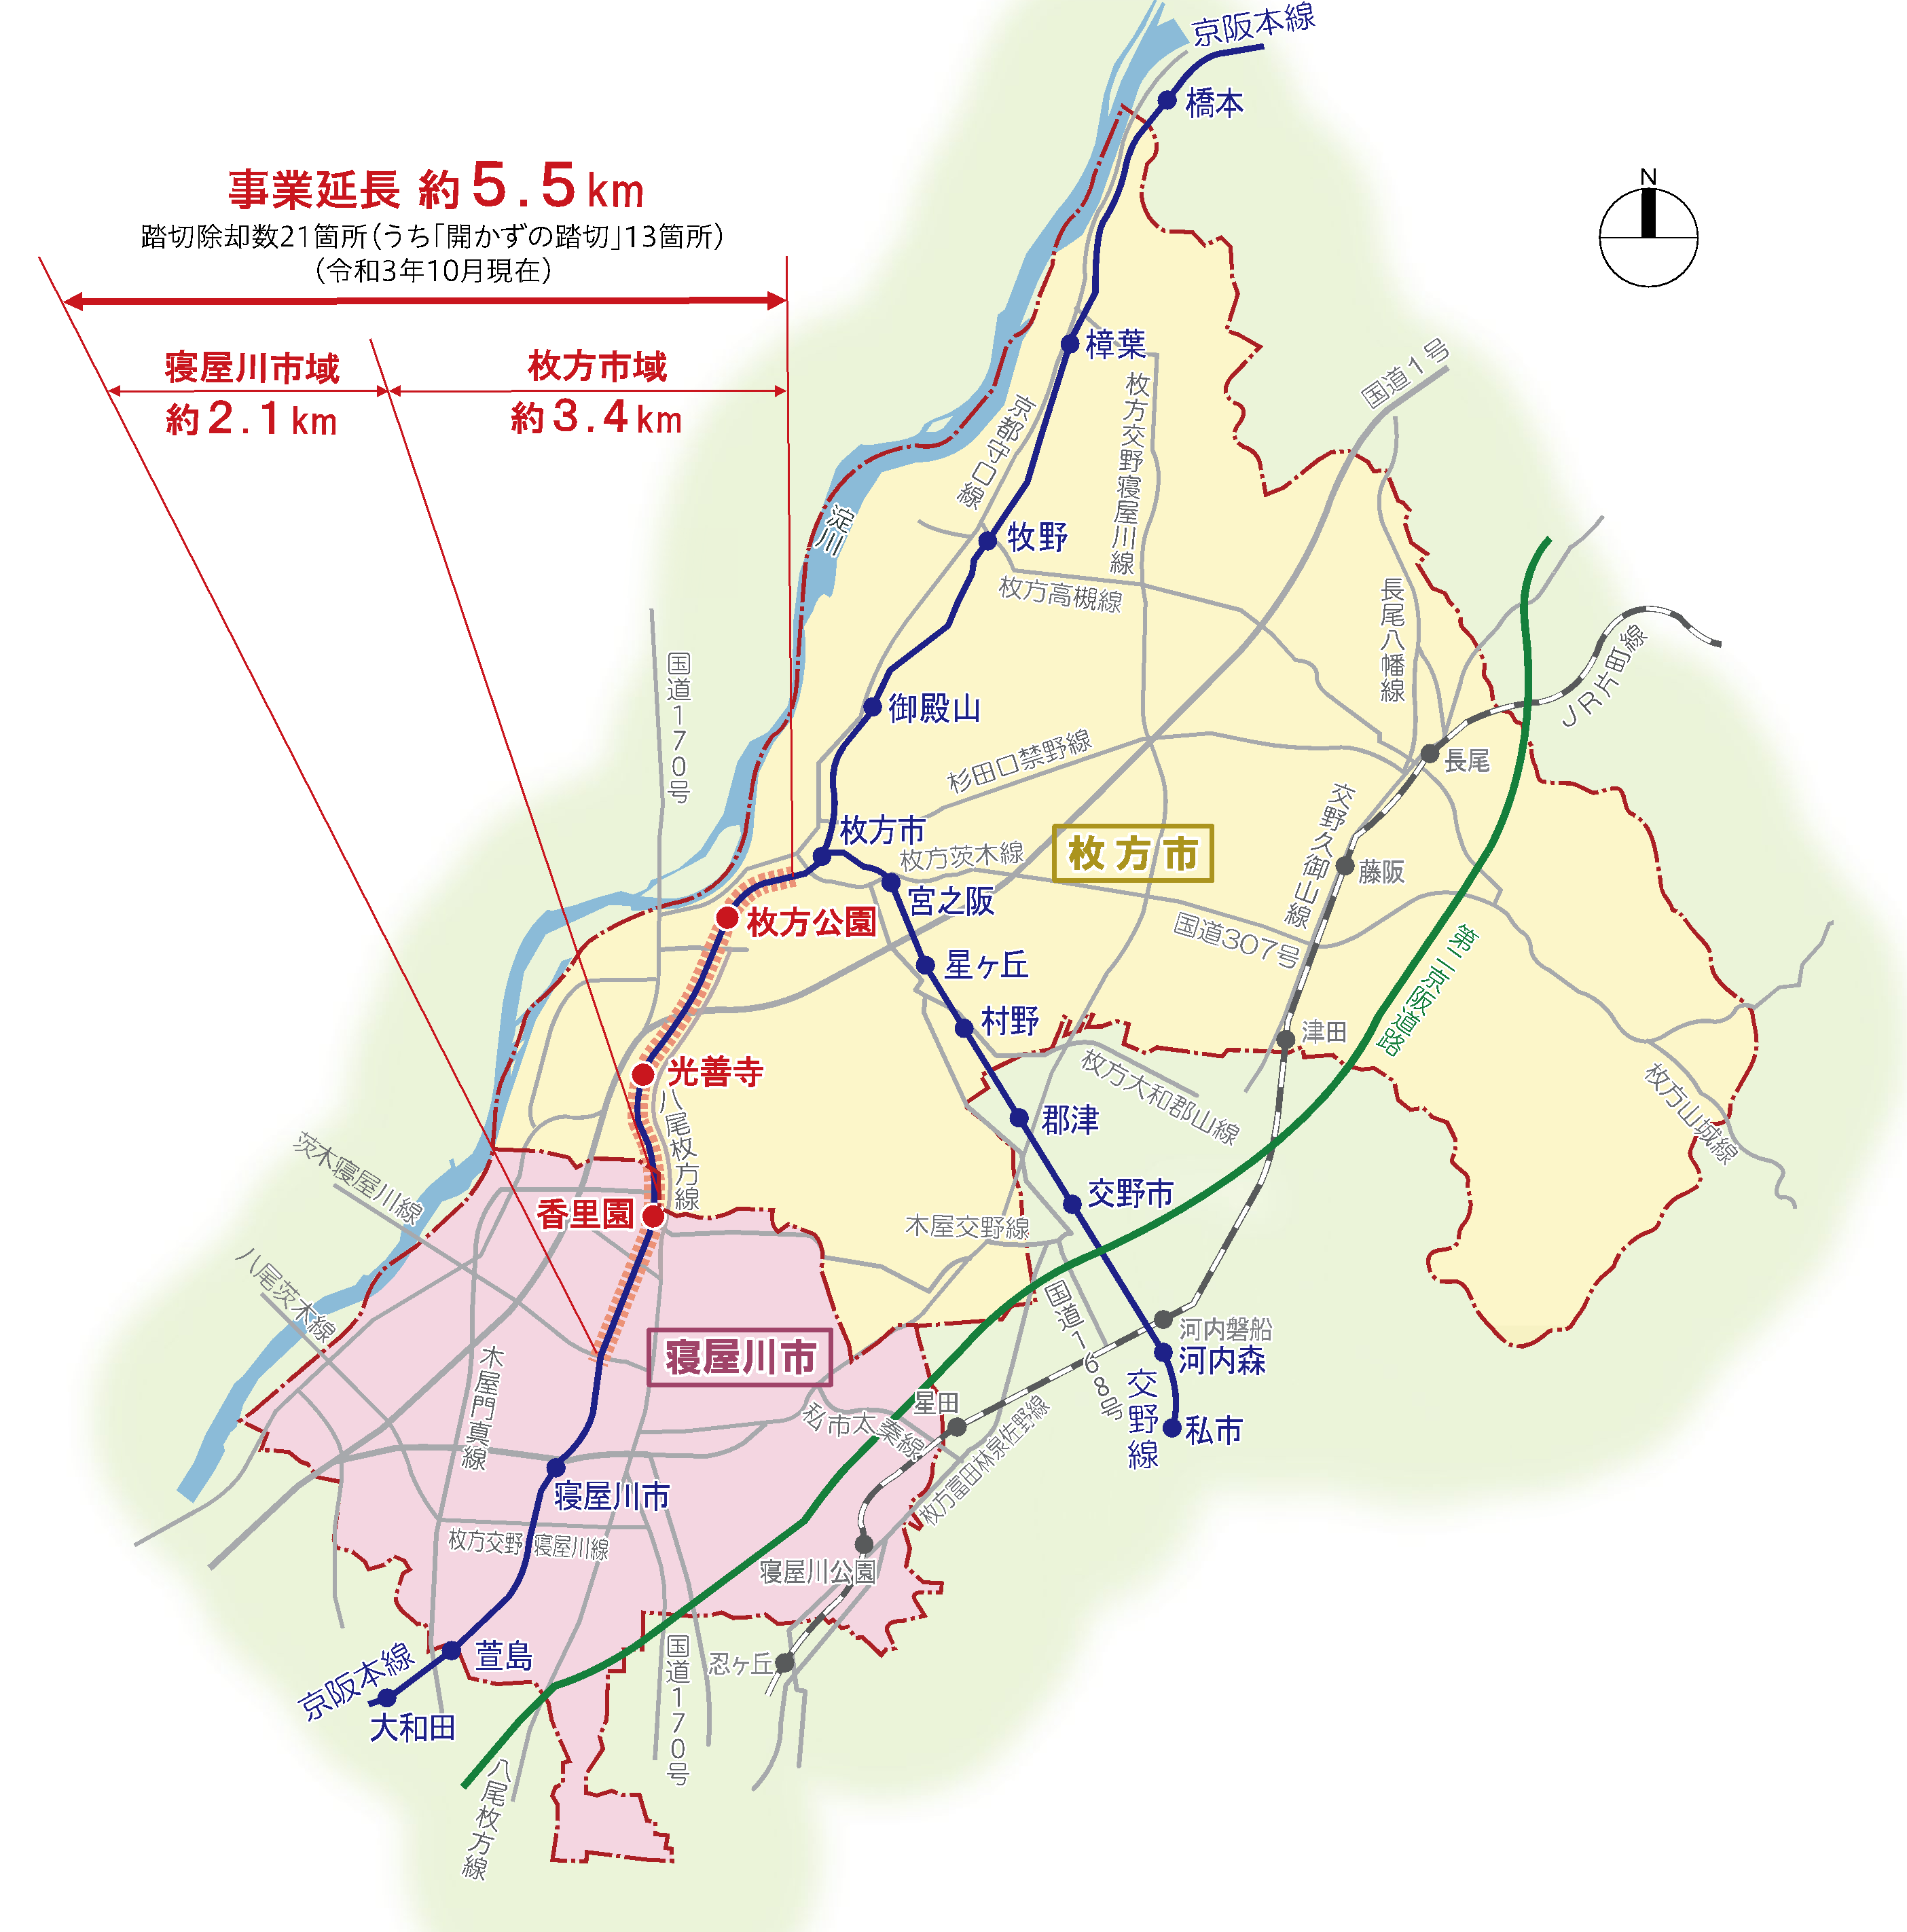 京阪本線
橋本
N
事業延長 約5.5km
踏切除却数21箇所(うち「開かずの踏切」13箇所)
(令和3年10月現在)
寝屋川市域
約2.1km
枚方市域
約3.4km
樟葉
国道1号
枚方交野寝屋川線
京都守口線
淀川
牧野
枚方高槻線
長尾八幡線
JR片町線
国道170号
御殿山
杉田口禁野線
長尾
交野久御山線
枚方市
枚方茨木線
枚方市
藤阪
宮之阪
枚方公園
国道307号
第二京阪道路
星ヶ丘
村野
津田
光善寺
八尾枚方線
枚方大和郡山線
枚方山城線
郡津
茨木寝屋川線
交野市
香里園
木屋交野線
八尾茨木線
国道168号
河内磐船
河内森
寝屋川市
木屋門真線
星田
私市太秦線
交野線
私市
枚方富田林泉佐野線
寝屋川市
枚方交野寝屋川線
寝屋川公園
萱島
京阪本線
大和田
国道170号
忍ヶ丘
八尾枚方線